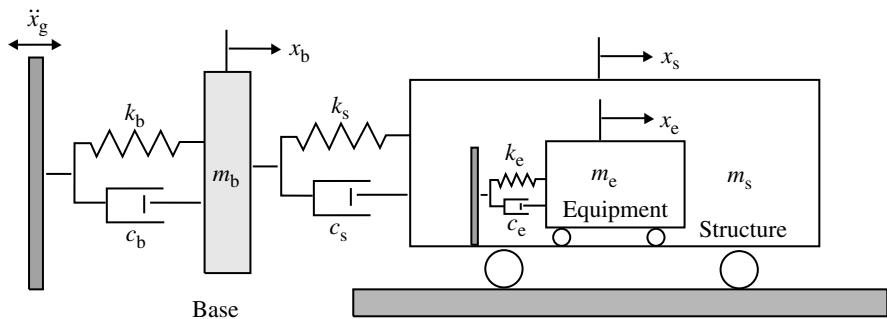 ẍg
xb
xs
kb
ks
xe
ke
mb
me
ms
cb
cs
ce
Equipment
Structure
Base